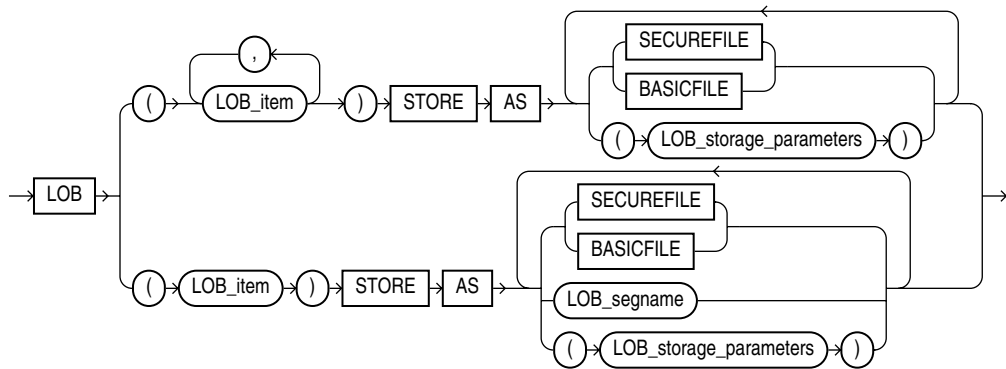 ,
SECUREFILE
BASICFILE
( LOB_item ) STORE AS
( LOB_storage_parameters )
LOB
SECUREFILE
BASICFILE
( LOB_item ) STORE AS
LOB_segname
( LOB_storage_parameters )